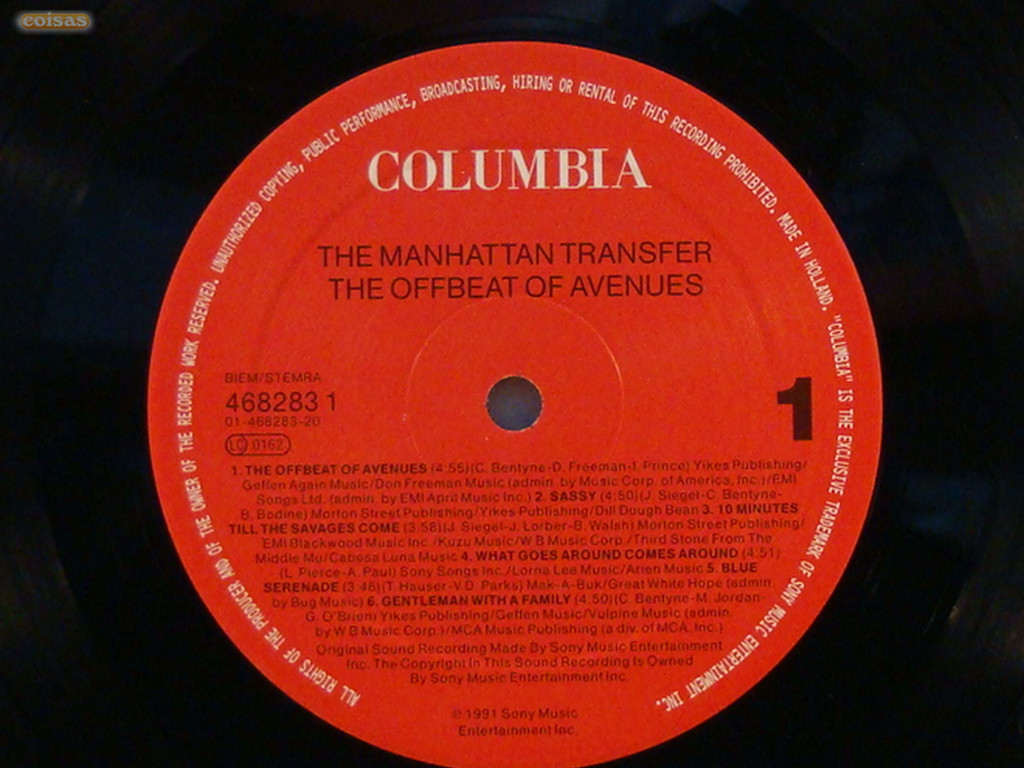 coisas
ALL RIGHTS OF THE PRODUCER AND OF THE OWNER OF THE RECORDED WORK RESERVED. UNAUTHORIZED COPYING, PUBLIC PERFORMANCE, BROADCASTING, HIRING OR RENTAL OF THIS RECORDING PROHIBITED. MADE IN HOLLAND. "COLUMBIA" IS THE EXCLUSIVE TRADEMARK OF SONY MUSIC ENTERTAINMENT INC.
COLUMBIA
THE MANHATTAN TRANSFER
THE OFFBEAT OF AVENUES
BIEM/STEMRA
468283 1
01-468283-20
LC 0162
1
1. THE OFFBEAT OF AVENUES (4:55)(C. Bentyne-D. Freeman-I. Prince) Yikes Publishing/
Geffen Again Music/Don Freeman Music (admin. by Music Corp. of America, Inc.)/EMI
Songs Ltd. (admin. by EMI April Music Inc.) 2. SASSY (4:50)(J. Siegel-C. Bentyne-
B. Bodine) Morton Street Publishing/Yikes Publishing/Dill Dough Bean 3. 10 MINUTES
TILL THE SAVAGES COME (3:58)(J. Siegel-J. Lorber-B. Walsh) Morton Street Publishing/
EMI Blackwood Music Inc./Kuzu Music/W B Music Corp./Third Stone From The
Middle Mu/Cabesa Luna Music 4. WHAT GOES AROUND COMES AROUND (4:51)
(L. Pierce-A. Paul) Sony Songs Inc./Lorna Lee Music/Arien Music 5. BLUE
SERENADE (3:46)(T. Hauser-V.D. Parks) Mak-A-Buk/Great White Hope (admin.
by Bug Music) 6. GENTLEMAN WITH A FAMILY (4:50)(C. Bentyne-M. Jordan-
G. O'Brien) Yikes Publishing/Geffen Music/Vulpine Music (admin.
by W B Music Corp.)/MCA Music Publishing (a div. of MCA, Inc.)
Original Sound Recording Made By Sony Music Entertainment
Inc. The Copyright In This Sound Recording Is Owned
By Sony Music Entertainment Inc.
℗ 1991 Sony Music
Entertainment Inc.